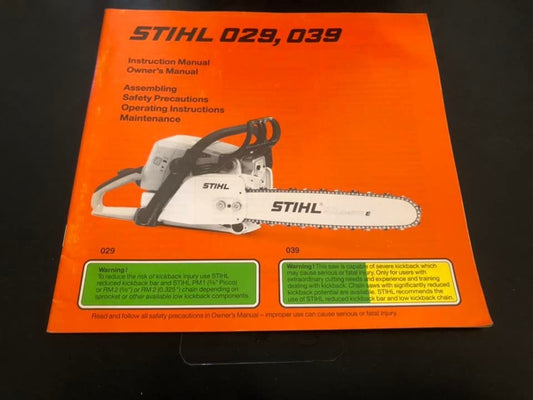 STIHL 029, 039
Instruction Manual
Owner's Manual
Assembling
Safety Precautions
Operating Instructions
Maintenance
STIHL
STIHL
029
Warning!
To reduce the risk of kickback injury use STIHL
reduced kickback bar and STIHL PM1 (3/8" Picco)
or RM2 (3/8") or RM2 (0.325") chain depending on
sprocket or other available low kickback components.
039
Warning! This saw is capable of severe kickback which
may cause serious or fatal injury. Only for users with
extraordinary cutting needs and experience and training
dealing with kickback. Chain saws with significantly reduced
kickback potential are available. STIHL recommends the
use of STIHL reduced kickback bar and low kickback chain.
Read and follow all safety precautions in Owner's Manual – improper use can cause serious or fatal injury.